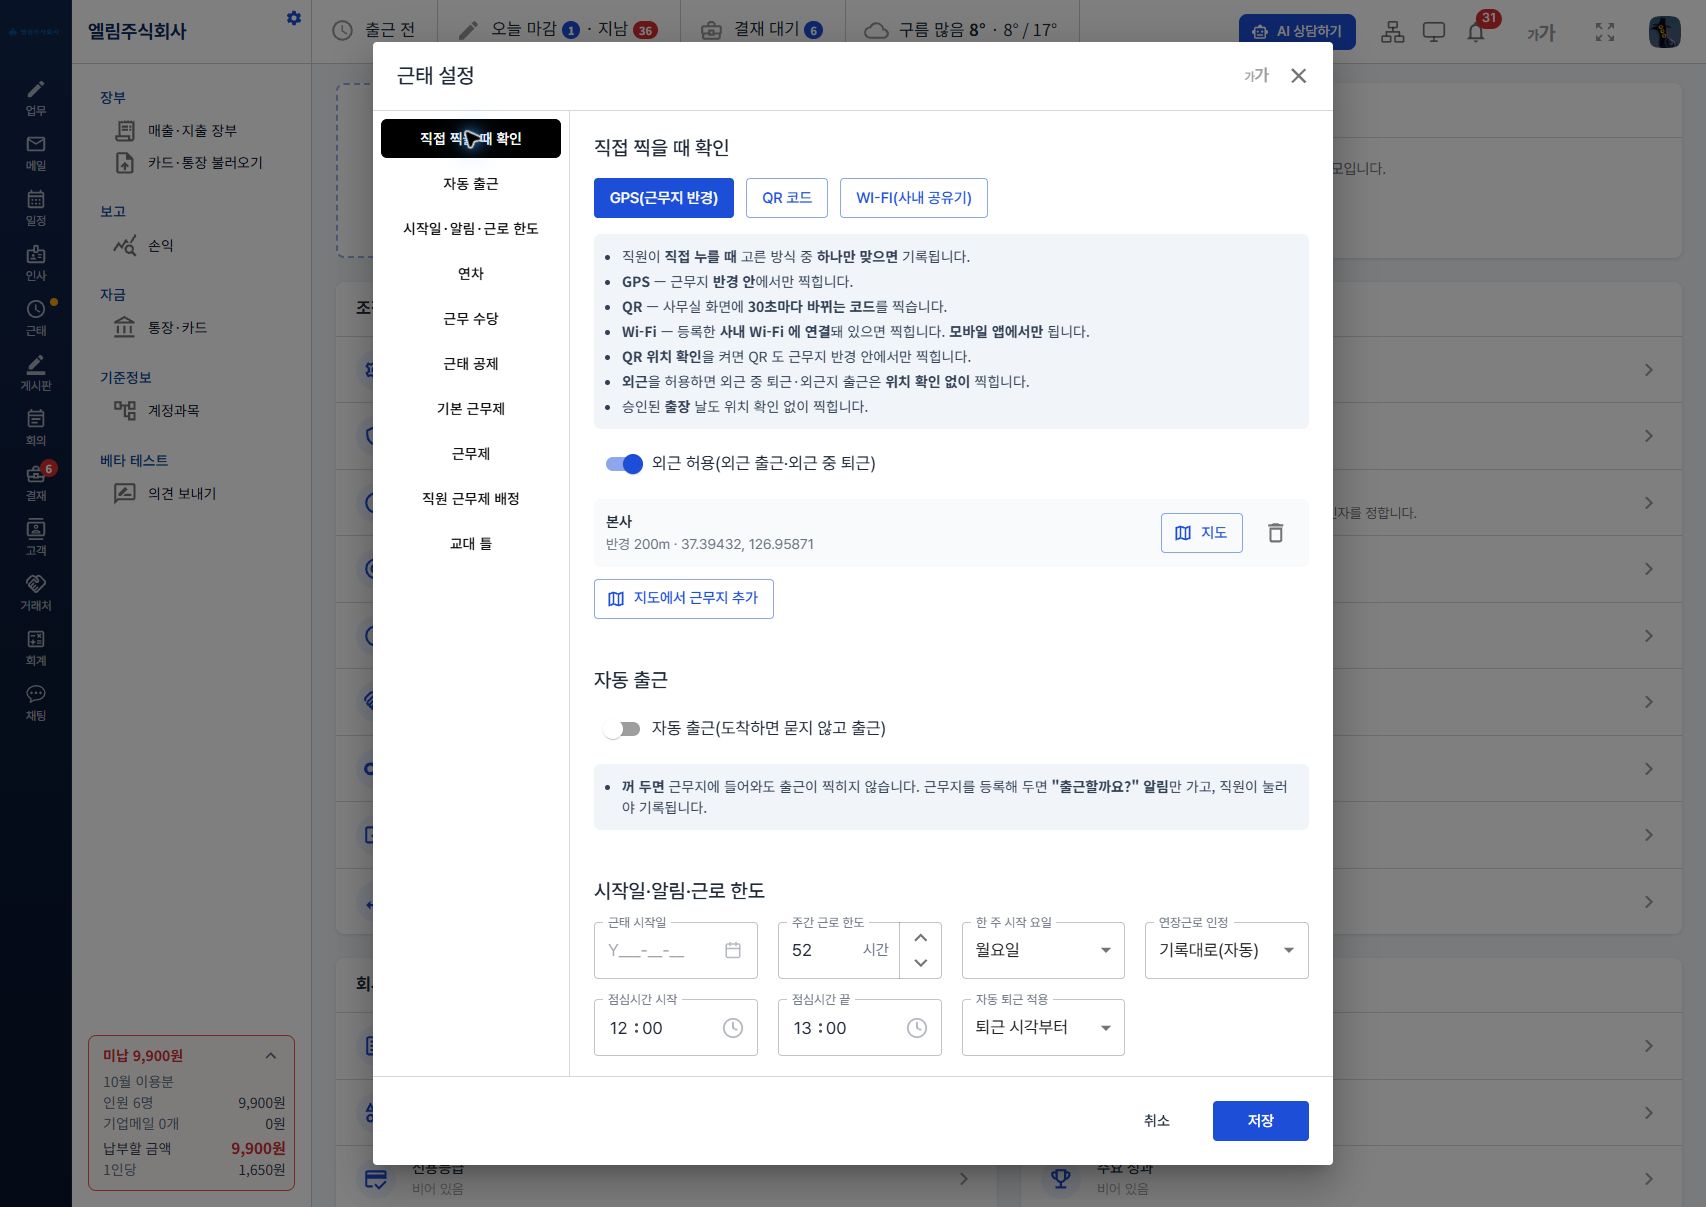 엘림주식회사
출근 전
오늘 마감 1 · 지남 36
결재 대기 6
구름 많음 8° · 8° / 17°
AI 상담하기
31
가가
업무
메일
일정
인사
근태
게시판
회의
6
결재
고객
거래처
회계
채팅
장부
매출·지출 장부
카드·통장 불러오기
보고
손익
자금
통장·카드
기준정보
계정과목
베타 테스트
의견 보내기
미납 9,900원
10월 이용분
인원 6명 9,900원
기업메일 0개 0원
납부할 금액 9,900원
1인당 1,650원
근태 설정
가가
직접 찍을 때 확인
자동 출근
시작일·알림·근로 한도
연차
근무 수당
근태 공제
기본 근무제
근무제
직원 근무제 배정
교대 틀
직접 찍을 때 확인
GPS(근무지 반경)
QR 코드
WI-FI(사내 공유기)
직원이 직접 누를 때 고른 방식 중 하나만 맞으면 기록됩니다.
GPS — 근무지 반경 안에서만 찍힙니다.
QR — 사무실 화면에 30초마다 바뀌는 코드를 찍습니다.
Wi-Fi — 등록한 사내 Wi-Fi 에 연결돼 있으면 찍힙니다. 모바일 앱에서만 됩니다.
QR 위치 확인을 켜면 QR 도 근무지 반경 안에서만 찍힙니다.
외근을 허용하면 외근 중 퇴근·외근지 출근은 위치 확인 없이 찍힙니다.
승인된 출장 날도 위치 확인 없이 찍힙니다.
외근 허용(외근 출근·외근 중 퇴근)
본사
반경 200m · 37.39432, 126.95871
지도
지도에서 근무지 추가
자동 출근
자동 출근(도착하면 묻지 않고 출근)
꺼 두면 근무지에 들어와도 출근이 찍히지 않습니다. 근무지를 등록해 두면 "출근할까요?" 알림만 가고, 직원이 눌러
야 기록됩니다.
시작일·알림·근로 한도
근태 시작일
Y___-__-__
주간 근로 한도
52 시간
한 주 시작 요일
월요일
연장근로 인정
기록대로(자동)
점심시간 시작
12 : 00
점심시간 끝
13 : 00
자동 퇴근 적용
퇴근 시각부터
취소
저장
모입니다.
자를 정합니다.
신용등급
비어 있음
수요 성과
비어 있음